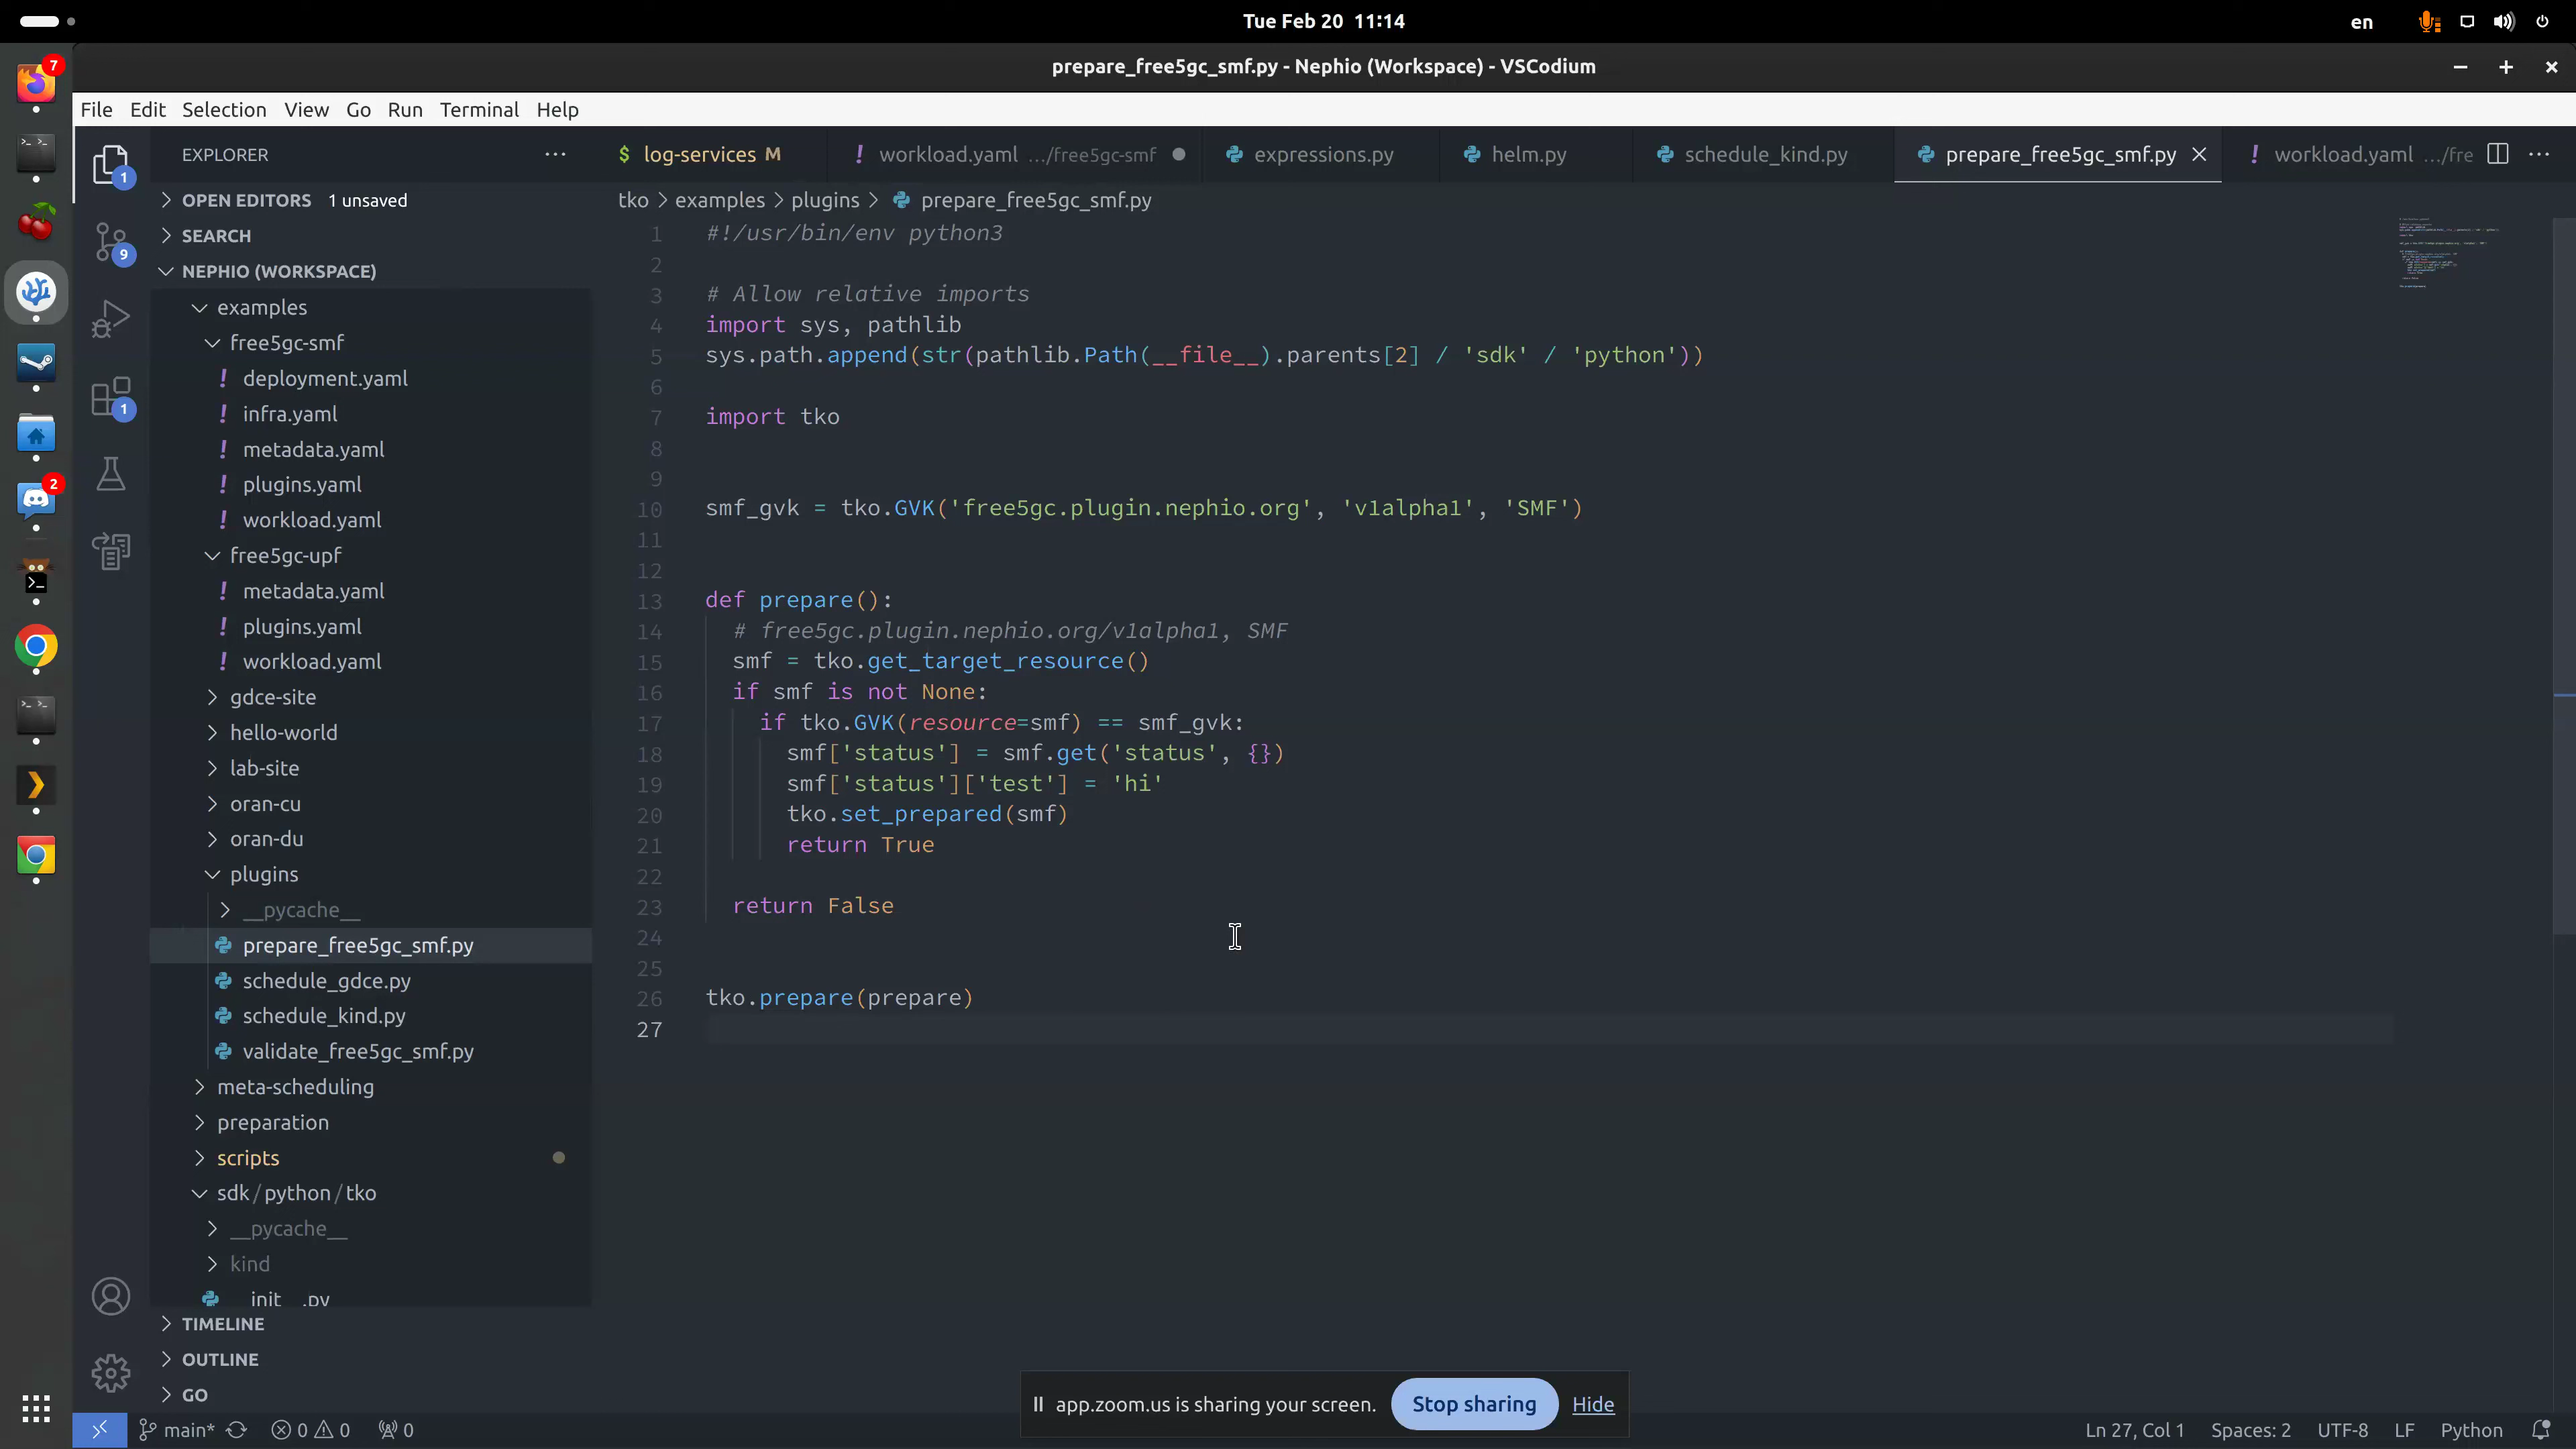 Tue Feb 20 11:14
en
prepare_free5gc_smf.py - Nephio (Workspace) - VSCodium
File Edit Selection View Go Run Terminal Help
7
2
1
9
1
EXPLORER
OPEN EDITORS 1 unsaved
SEARCH
NEPHIO (WORKSPACE)
examples
free5gc-smf
! deployment.yaml
! infra.yaml
! metadata.yaml
! plugins.yaml
! workload.yaml
free5gc-upf
! metadata.yaml
! plugins.yaml
! workload.yaml
gdce-site
hello-world
lab-site
oran-cu
oran-du
plugins
__pycache__
prepare_free5gc_smf.py
schedule_gdce.py
schedule_kind.py
validate_free5gc_smf.py
meta-scheduling
preparation
scripts
sdk / python / tko
__pycache__
kind
__init__.py
TIMELINE
OUTLINE
GO
$ log-services M
! workload.yaml .../free5gc-smf
expressions.py
helm.py
schedule_kind.py
prepare_free5gc_smf.py
! workload.yaml .../fre
tko > examples > plugins > prepare_free5gc_smf.py
1 #!/usr/bin/env python3
2
3 # Allow relative imports
4 import sys, pathlib
5 sys.path.append(str(pathlib.Path(__file__).parents[2] / 'sdk' / 'python'))
6
7 import tko
8
9
10 smf_gvk = tko.GVK('free5gc.plugin.nephio.org', 'v1alpha1', 'SMF')
11
12
13 def prepare():
14 # free5gc.plugin.nephio.org/v1alpha1, SMF
15 smf = tko.get_target_resource()
16 if smf is not None:
17 if tko.GVK(resource=smf) == smf_gvk:
18 smf['status'] = smf.get('status', {})
19 smf['status']['test'] = 'hi'
20 tko.set_prepared(smf)
21 return True
22
23 return False
24
25
26 tko.prepare(prepare)
27
app.zoom.us is sharing your screen. Stop sharing Hide
main* 0 0 0
Ln 27, Col 1 Spaces: 2 UTF-8 LF Python